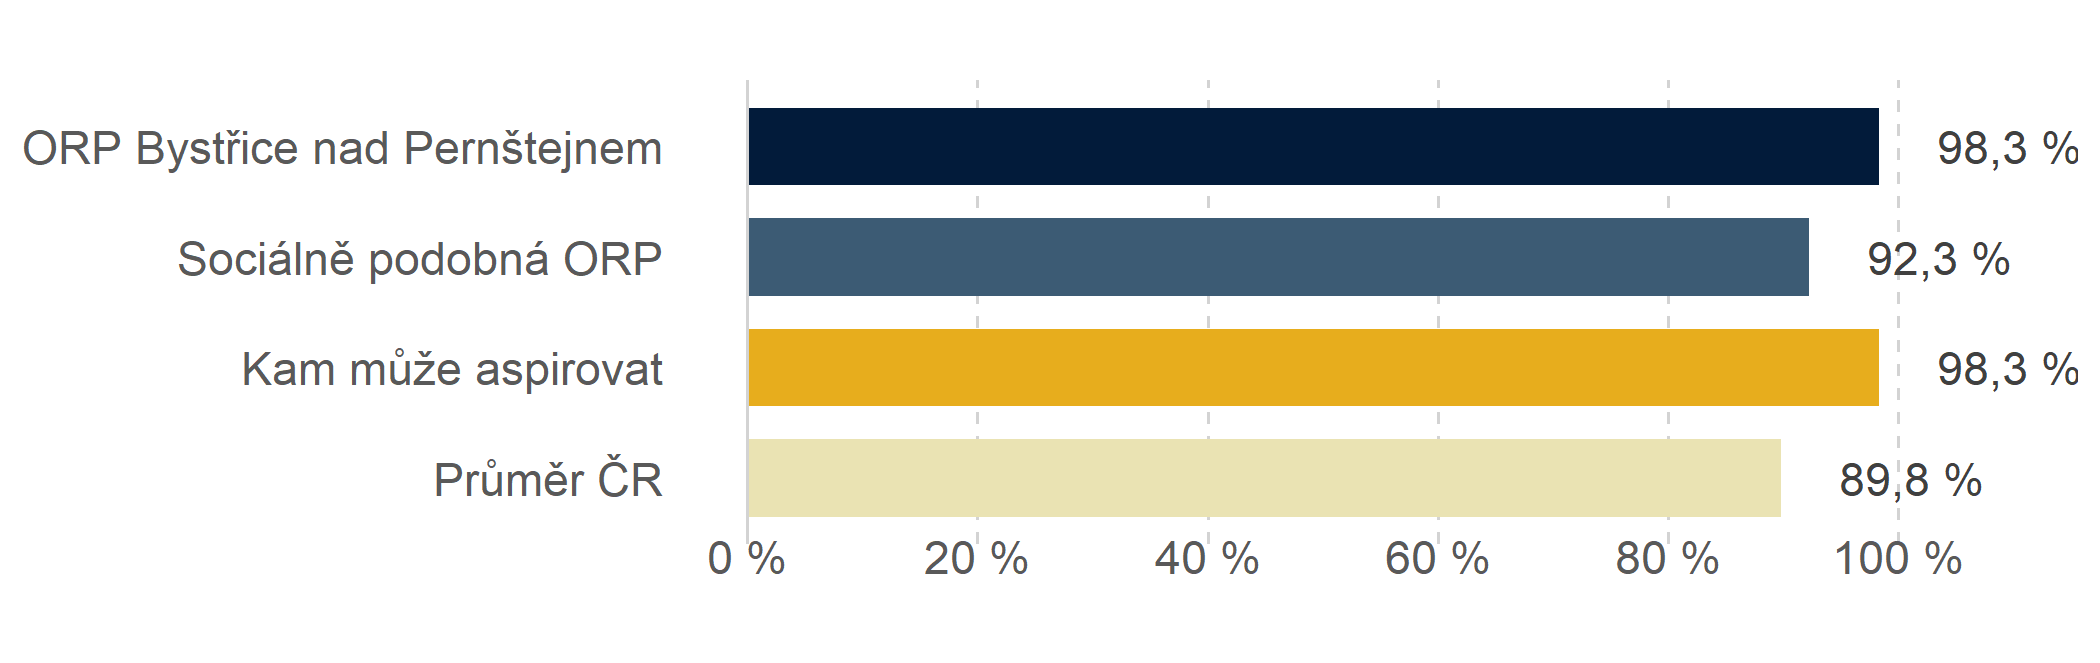 ORP Bystřice nad Pernštejnem 98,3 %
Sociálně podobná ORP 92,3 %
Kam může aspirovat 98,3 %
Průměr ČR 89,8 %
0 % 20 % 40 % 60 % 80 % 100 %